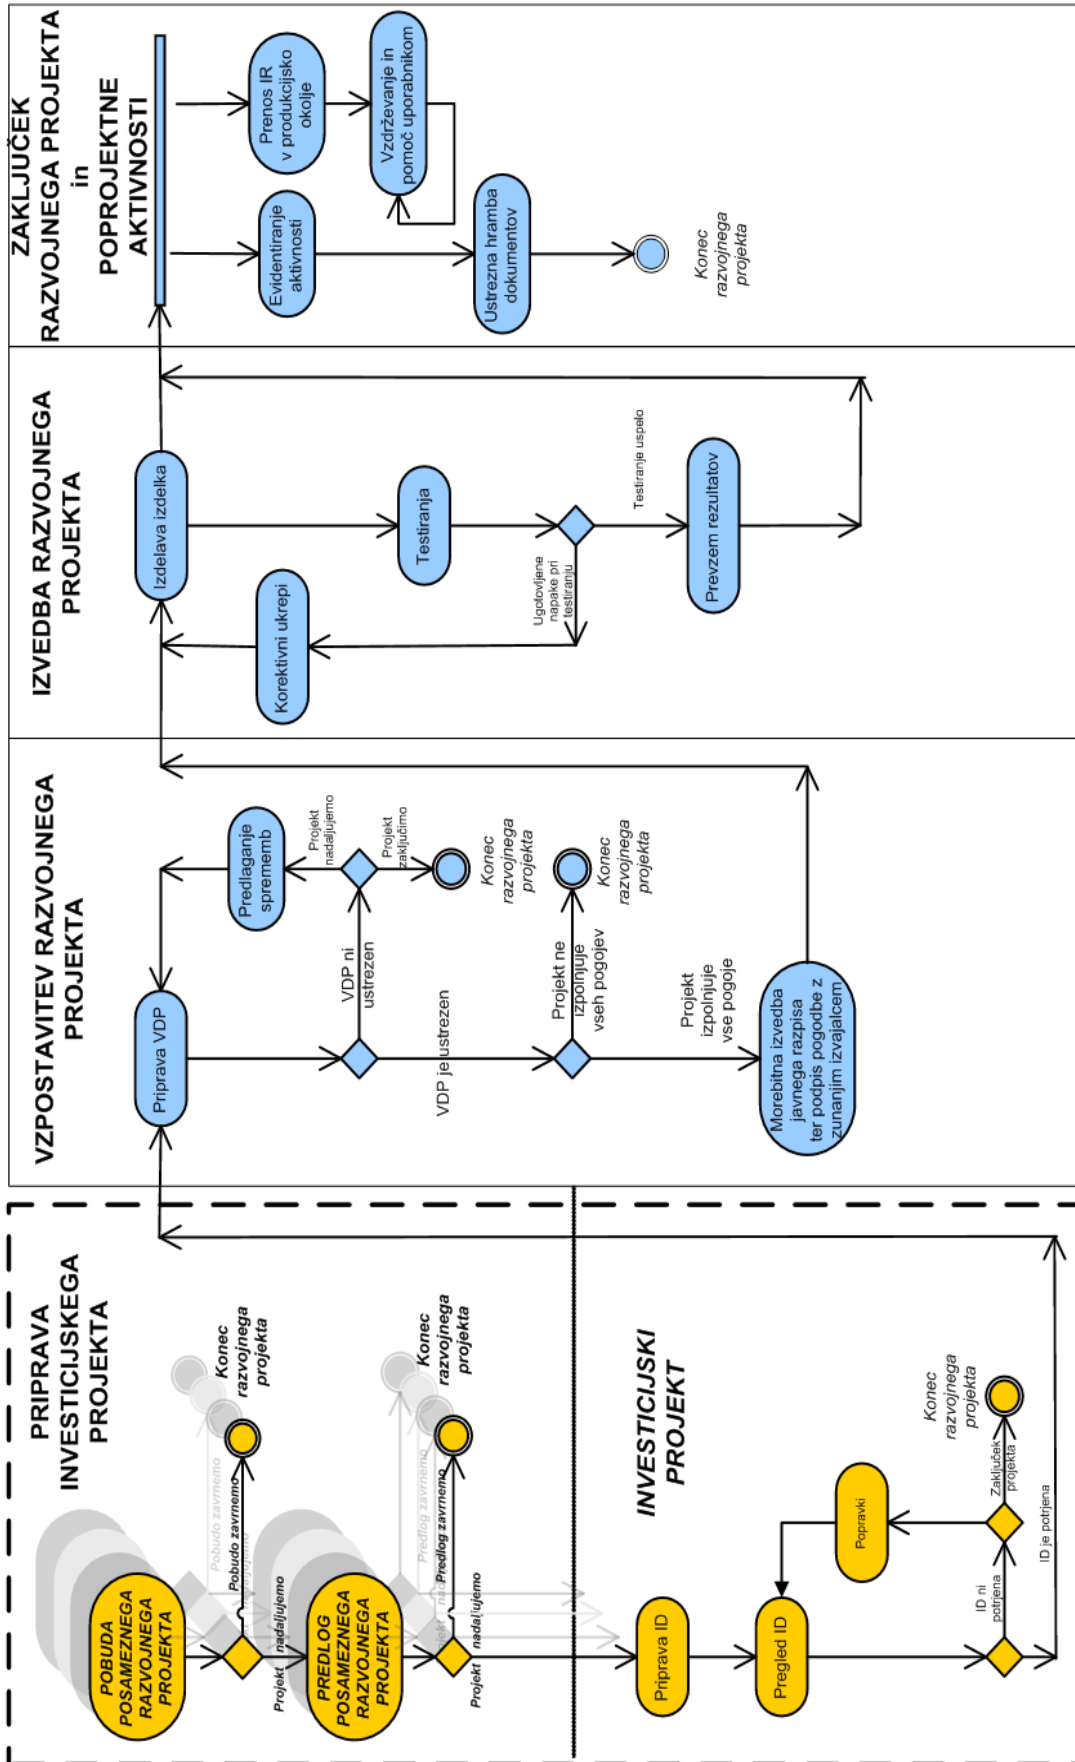 PRIPRAVA
INVESTICIJSKEGA
PROJEKTA
POBUDA
POSAMEZNEGA
RAZVOJNEGA
PROJEKTA
Pobudo zavrnemo
Pobudo zavrnemo
Konec
razvojnega
projekta
Projekt nadaljujemo
PREDLOG
POSAMEZNEGA
RAZVOJNEGA
PROJEKTA
Predlog zavrnemo
Predlog zavrnemo
Konec
razvojnega
projekta
Projekt nadaljujemo
INVESTICIJSKI
PROJEKT
Priprava ID
Pregled ID
Popravki
ID ni
potrjena
Zaključek
projekta
Konec
razvojnega
projekta
ID je potrjena
VZPOSTAVITEV RAZVOJNEGA
PROJEKTA
Priprava VDP
Predlaganje
sprememb
Projekt
nadaljujemo
Projekt
zaključimo
VDP ni
ustrezen
Konec
razvojnega
projekta
VDP je ustrezen
Projekt ne
izpolnjuje
vseh pogojev
Konec
razvojnega
projekta
Projekt
izpolnjuje
vse pogoje
Morebitna izvedba
javnega razpisa
ter podpis pogodbe z
zunanjim izvajalcem
IZVEDBA RAZVOJNEGA
PROJEKTA
Izdelava izdelka
Korektivni ukrepi
Testiranja
Ugotovljene
napake pri
testiranju
Testiranje uspelo
Prevzem rezultatov
ZAKLJUČEK
RAZVOJNEGA PROJEKTA
in
POPROJEKTNE
AKTIVNOSTI
Evidentiranje
aktivnosti
Prenos IR
v produkcijsko
okolje
Vzdrževanje in
pomoč uporabnikom
Ustrezna hramba
dokumentov
Konec
razvojnega
projekta